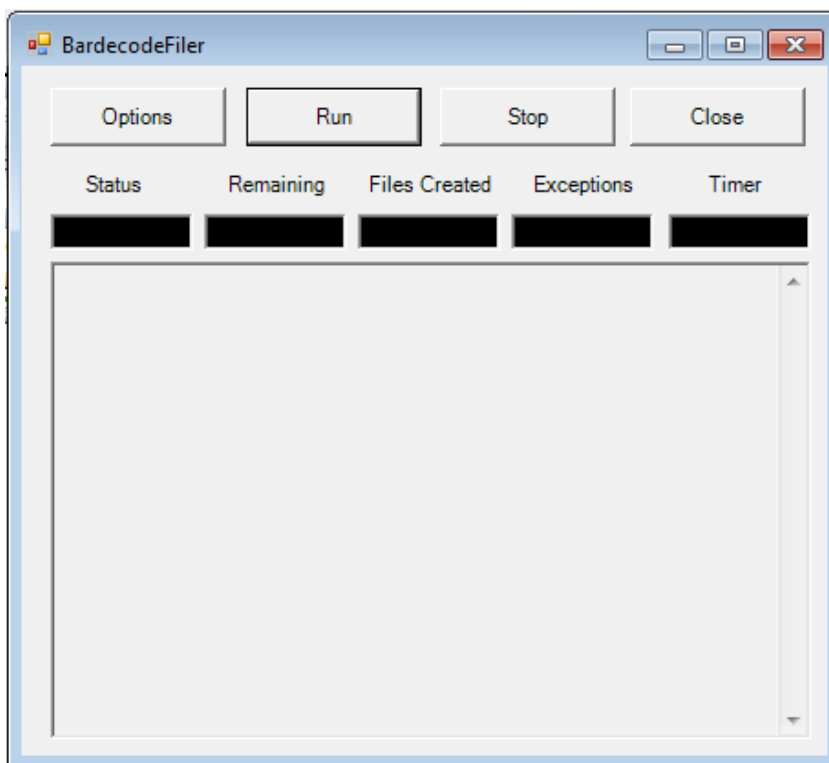 BardecodeFiler
Options Run Stop Close
Status Remaining Files Created Exceptions Timer